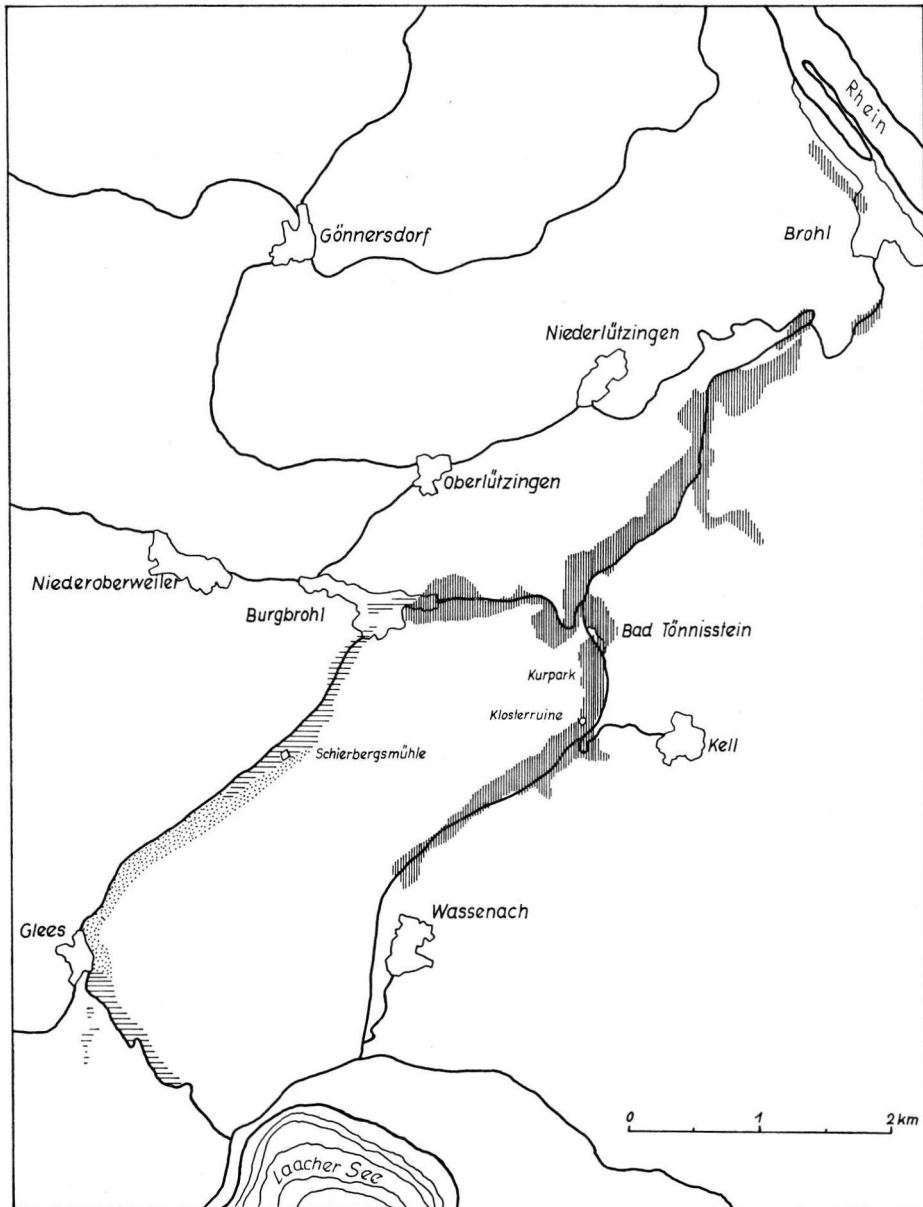 Rhein
Gönnersdorf
Brohl
Niederlützingen
Oberlützingen
Niederoberweiler
Burgbrohl
Bad Tönnisstein
Kurpark
Klosterruine
Kell
Schierbergsmühle
Wassenach
Glees
0 1 2 km
Laacher See